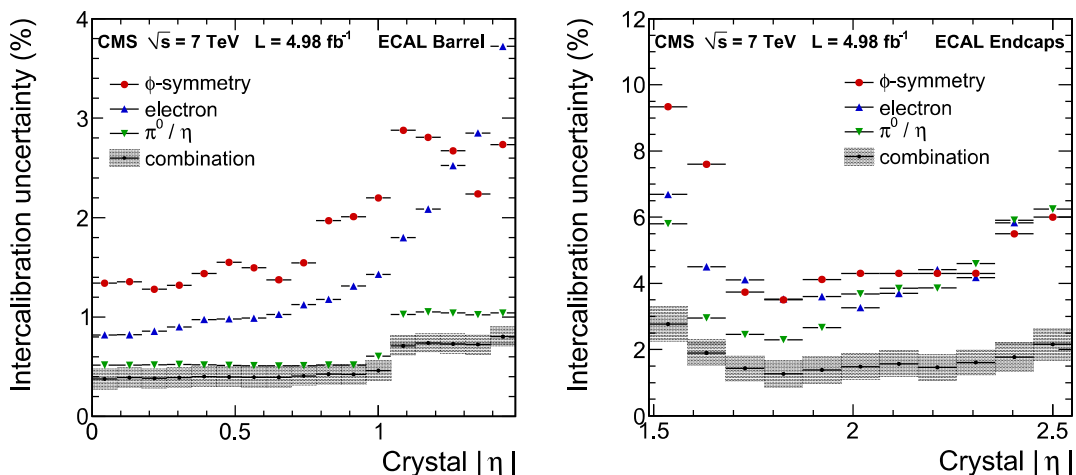 Intercalibration uncertainty (%)
4
3
2
1
0
CMS √s = 7 TeV L = 4.98 fb⁻¹ ECAL Barrel
ϕ-symmetry
electron
π⁰ / η
combination
0 0.5 1
Crystal |η|
Intercalibration uncertainty (%)
12
10
8
6
4
2
0
CMS √s = 7 TeV L = 4.98 fb⁻¹ ECAL Endcaps
ϕ-symmetry
electron
π⁰ / η
combination
1.5 2 2.5
Crystal |η|